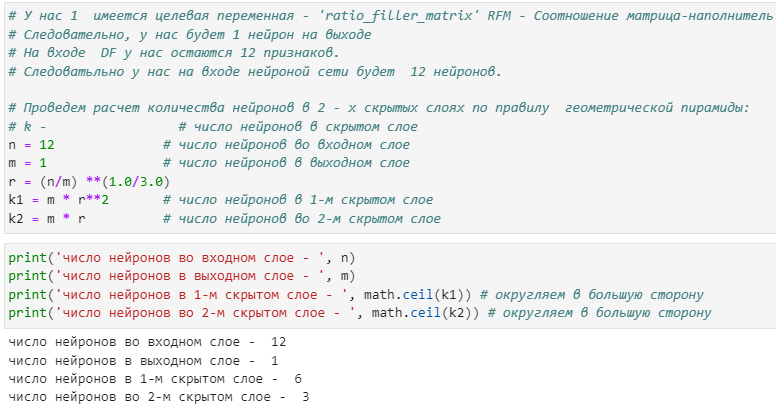 # У нас 1  имеется целевая переменная - 'ratio_filler_matrix' RFM - Соотношение матрица-наполнитель
# Следовательно, у нас будет 1 нейрон на выходе
# На входе  DF у нас остаются 12 признаков.
# Следоватьльно у нас на входе нейроной сети будет  12 нейронов.
# Проведем расчет количества нейронов в 2 - х скрытых слоях по правилу  геометрической пирамиды:
# k -                 # число нейронов в скрытом слое
n = 12              # число нейронов во входном слое
m = 1               # число нейронов в выходном слое
r = (n/m) **(1.0/3.0)
k1 = m * r**2       # число нейронов в 1-м скрытом слое
k2 = m * r          # число нейронов во 2-м скрытом слое
print('число нейронов во входном слое - ', n)
print('число нейронов в выходном слое - ', m)
print('число нейронов в 1-м скрытом слое - ', math.ceil(k1)) # округляем в большую сторону
print('число нейронов во 2-м скрытом слое - ', math.ceil(k2)) # округляем в большую сторону
число нейронов во входном слое -  12
число нейронов в выходном слое -  1
число нейронов в 1-м скрытом слое -  6
число нейронов во 2-м скрытом слое -  3